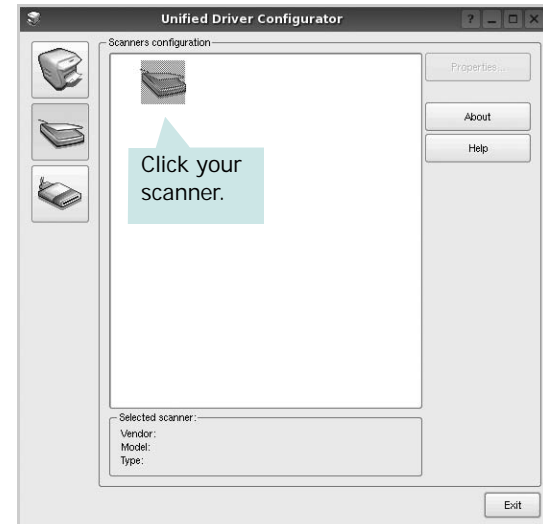 Unified Driver Configurator
Scanners configuration
Properties...
About
Help
Click your
scanner.
Selected scanner:
Vendor:
Model:
Type:
Exit